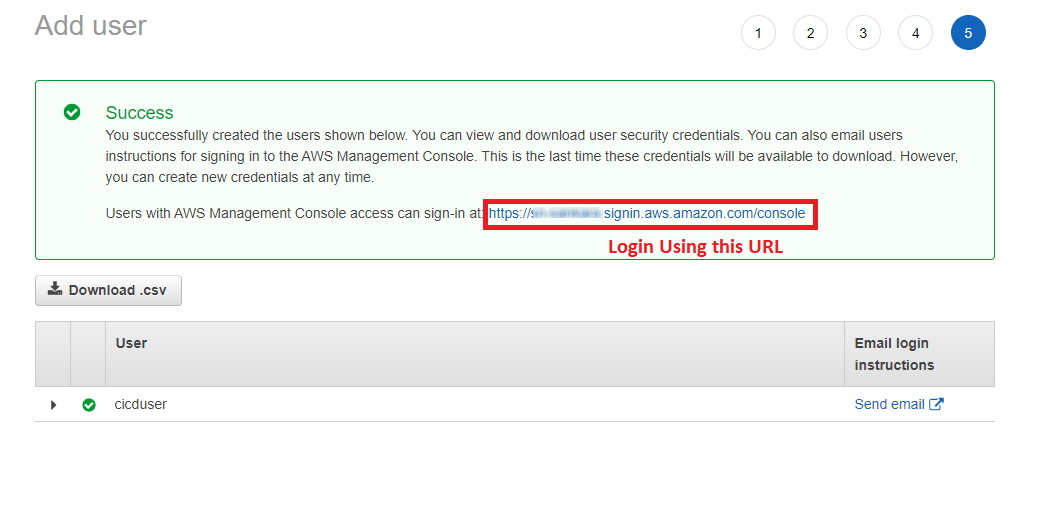 Add user
1 2 3 4 5
Success
You successfully created the users shown below. You can view and download user security credentials. You can also email users
instructions for signing in to the AWS Management Console. This is the last time these credentials will be available to download. However,
you can create new credentials at any time.
Users with AWS Management Console access can sign-in at: https:// signin.aws.amazon.com/console
Login Using this URL
Download .csv
User
Email login
instructions
cicduser
Send email